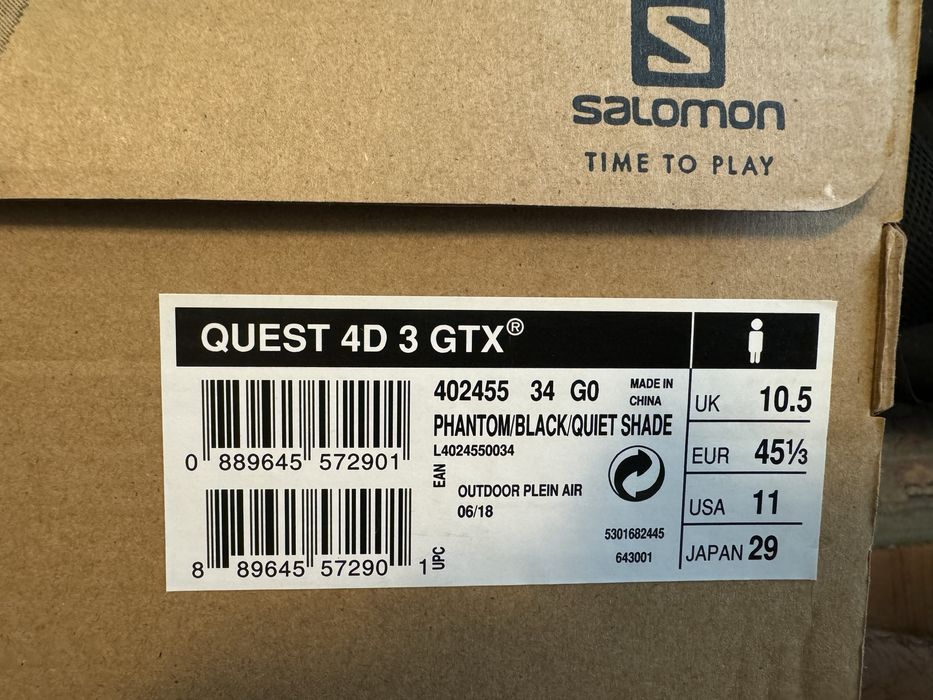 S
SALOMON
TIME TO PLAY
QUEST 4D 3 GTX®
402455 34 G0
MADE IN
CHINA
PHANTOM/BLACK/QUIET SHADE
L4024550034
0 889645 572901
EAN
OUTDOOR PLEIN AIR
06/18
8 89645 57290 1
UPC
5301682445
643001
UK 10.5
EUR 45⅓
USA 11
JAPAN 29